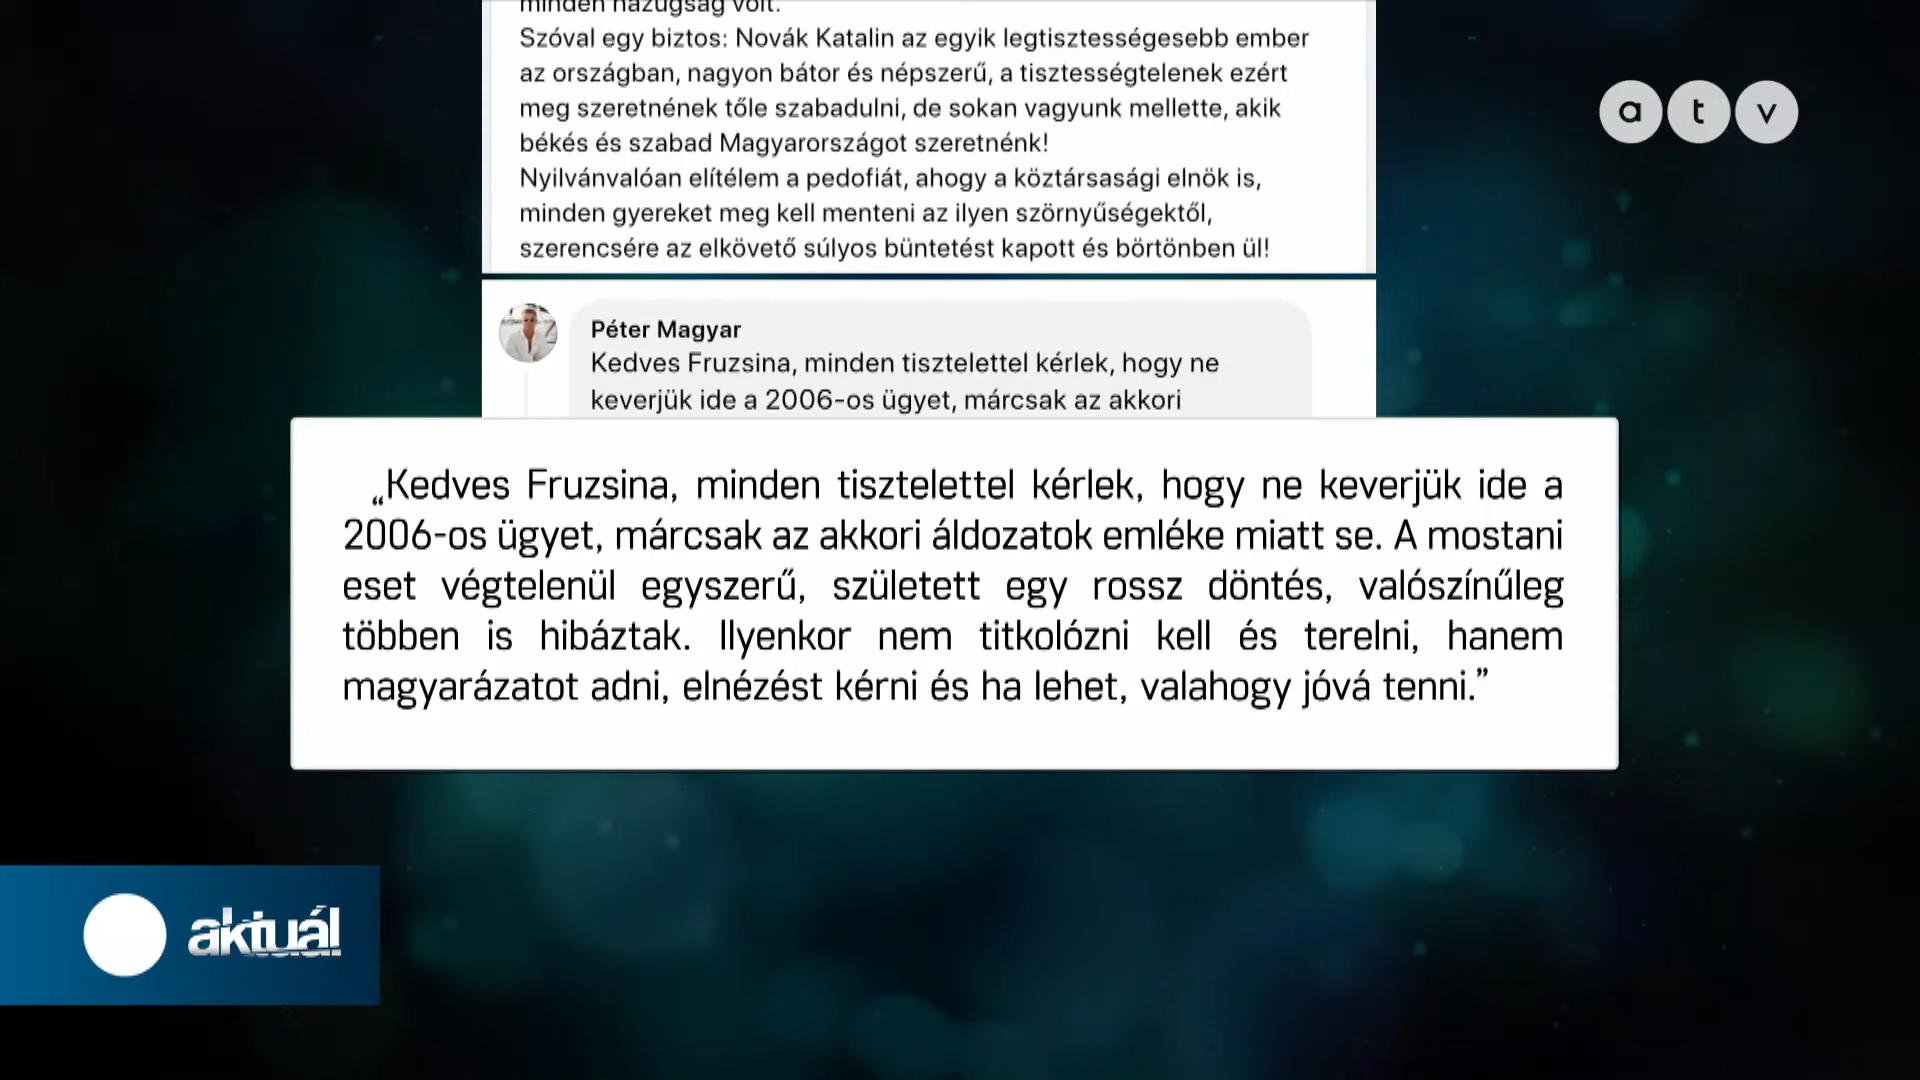 minden hazugság volt.
Szóval egy biztos: Novák Katalin az egyik legtisztességesebb ember
az országban, nagyon bátor és népszerű, a tisztességtelenek ezért
meg szeretnének tőle szabadulni, de sokan vagyunk mellette, akik
békés és szabad Magyarországot szeretnénk!
Nyilvánvalóan elítélem a pedofiát, ahogy a köztársasági elnök is,
minden gyereket meg kell menteni az ilyen szörnyűségektől,
szerencsére az elkövető súlyos büntetést kapott és börtönben ül!
a t v
Péter Magyar
Kedves Fruzsina, minden tisztelettel kérlek, hogy ne
keverjük ide a 2006-os ügyet, márcsak az akkori
„Kedves Fruzsina, minden tisztelettel kérlek, hogy ne keverjük ide a
2006-os ügyet, márcsak az akkori áldozatok emléke miatt se. A mostani
eset végtelenül egyszerű, született egy rossz döntés, valószínűleg
többen is hibáztak. Ilyenkor nem titkolózni kell és terelni, hanem
magyarázatot adni, elnézést kérni és ha lehet, valahogy jóvá tenni.”
aktuál